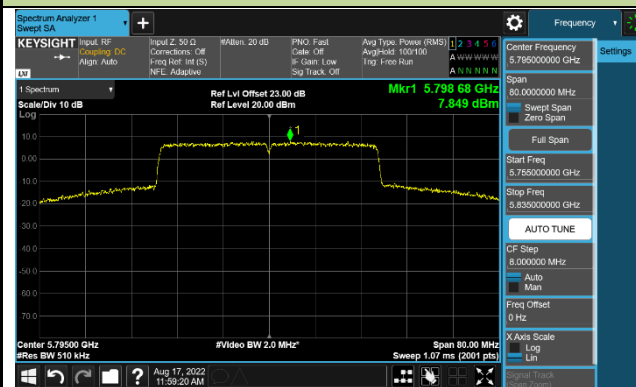 Spectrum Analyzer 1
Swept SA
Frequency
KEYSIGHT
Input: RF
Coupling: DC
Align: Auto
Input Z: 50 Ω
Corrections: Off
Freq Ref: Int (S)
NFE: Adaptive
#Atten: 20 dB
PNO: Fast
Gate: Off
IF Gain: Low
Sig Track: Off
Avg Type: Power (RMS)
Avg|Hold: 100/100
Trig: Free Run
1 2 3 4 5 6
A W W W W W
A N N N N N
LXI
1 Spectrum
Scale/Div 10 dB
Log
Ref Lvl Offset 23.00 dB
Ref Level 20.00 dBm
Mkr1 5.798 68 GHz
7.849 dBm
1
10.0
0.00
-10.0
-20.0
-30.0
-40.0
-50.0
-60.0
-70.0
Center 5.79500 GHz
#Res BW 510 kHz
#Video BW 2.0 MHz*
Span 80.00 MHz
Sweep 1.07 ms (2001 pts)
Center Frequency
5.795000000 GHz
Settings
Span
80.0000000 MHz
Swept Span
Zero Span
Full Span
Start Freq
5.755000000 GHz
Stop Freq
5.835000000 GHz
AUTO TUNE
CF Step
8.000000 MHz
Auto
Man
Freq Offset
0 Hz
X Axis Scale
Log
Lin
Signal Track
(Span Zoom)
?
Aug 17, 2022
11:59:20 AM